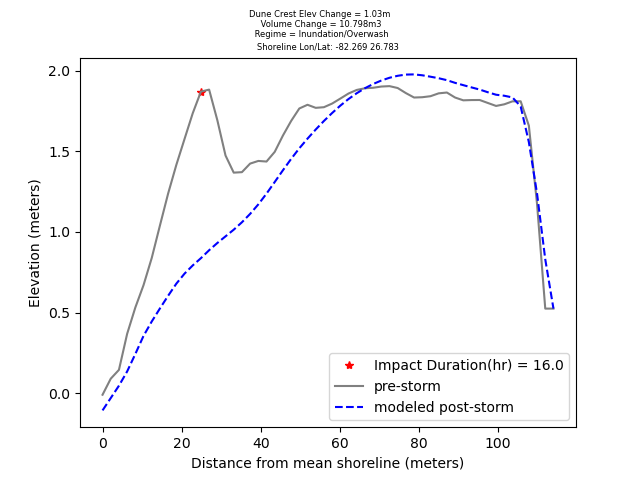 Dune Crest Elev Change = 1.03m
Volume Change = 10.798m3
Regime = Inundation/Overwash
Shoreline Lon/Lat: -82.269 26.783
2.0
1.5
1.0
0.5
0.0
Elevation (meters)
Impact Duration(hr) = 16.0
pre-storm
modeled post-storm
0 20 40 60 80 100
Distance from mean shoreline (meters)